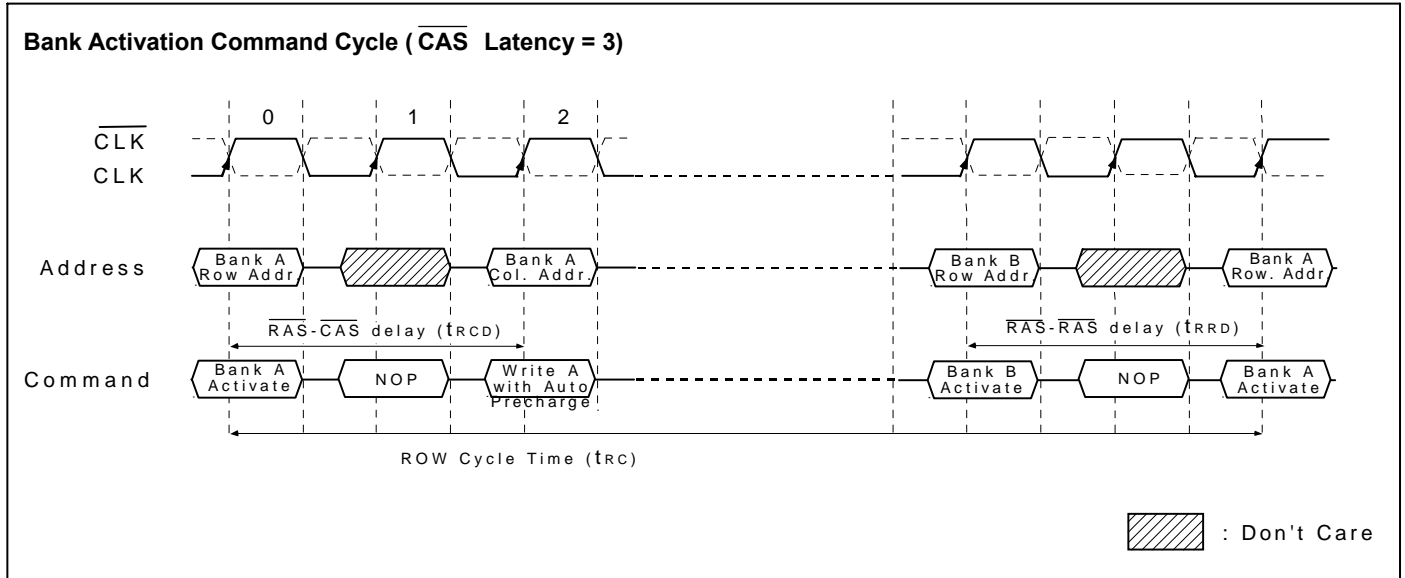 Bank Activation Command Cycle ( CAS Latency = 3)
0 1 2
CLK
CLK
Address
Bank A
Row Addr.
Bank A
Col. Addr.
Bank B
Row Addr
Bank A
Row. Addr
RAS-CAS delay (tRCD)
RAS-RAS delay (tRRD)
Command
Bank A
Activate
NOP
Write A
with Auto
Precharge
Bank B
Activate
NOP
Bank A
Activate
ROW Cycle Time (tRC)
: Don't Care